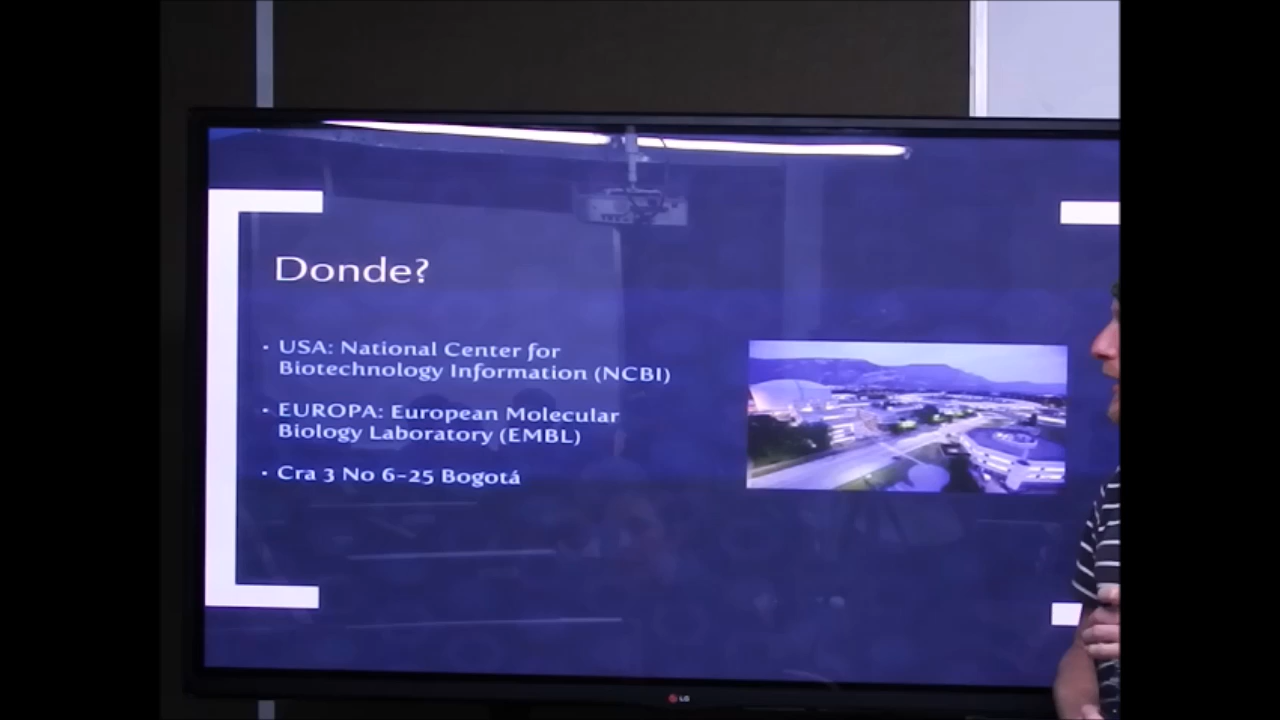 Donde?
• USA: National Center for
Biotechnology Information (NCBI)
• EUROPA: European Molecular
Biology Laboratory (EMBL)
• Cra 3 No 6-25 Bogotá
LG